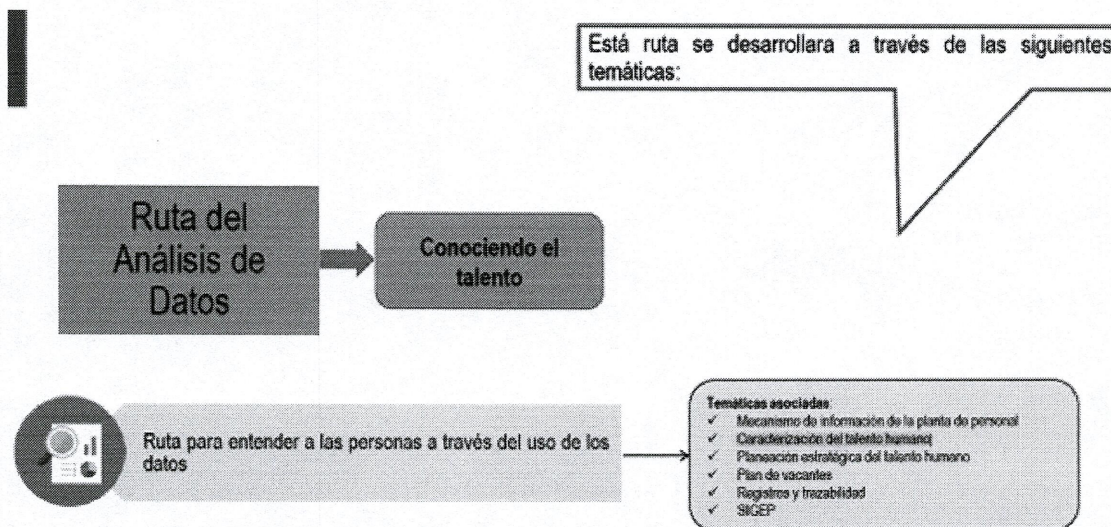 Está ruta se desarrollara a través de las siguientes
temáticas:
Ruta del
Análisis de
Datos
Conociendo el
talento
Ruta para entender a las personas a través del uso de los
datos
Temáticas asociadas:
✓ Mecanismo de información de la planta de personal
✓ Caracterización del talento humano
✓ Planeación estratégica del talento humano
✓ Plan de vacantes
✓ Registros y trazabilidad
✓ SIGEP